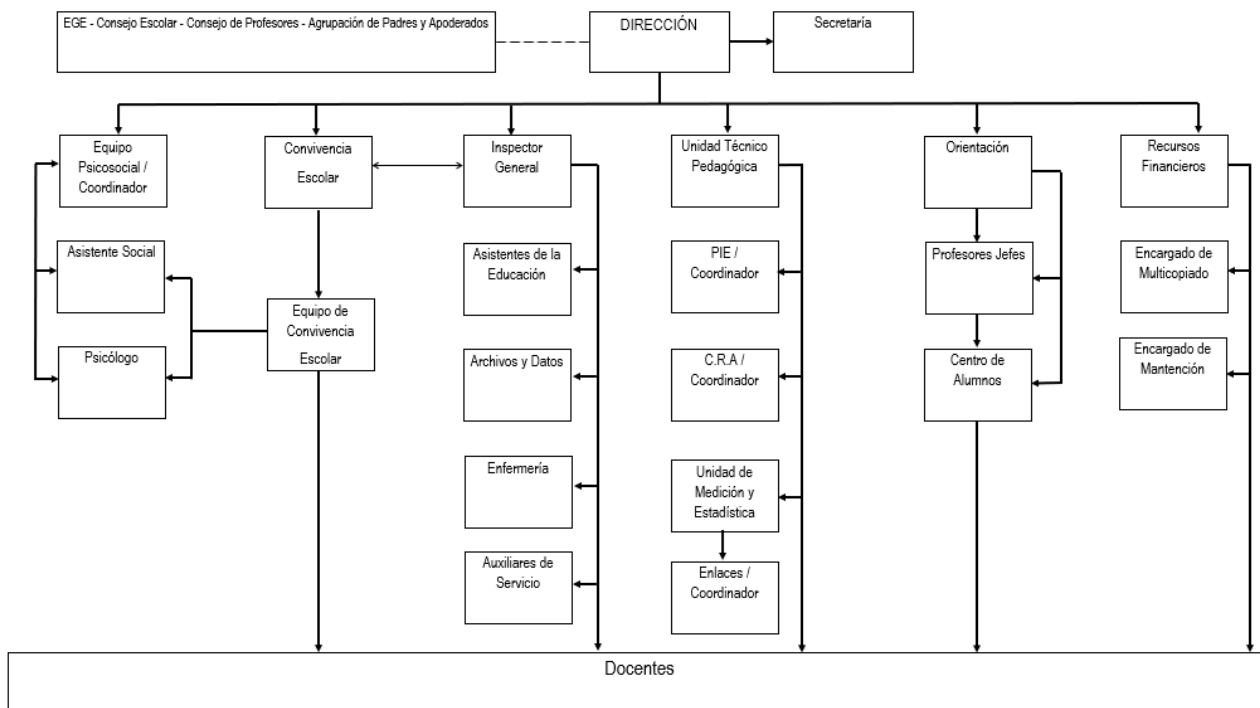 EGE - Consejo Escolar - Consejo de Profesores - Agrupación de Padres y Apoderados
DIRECCIÓN
Secretaría
Equipo
Psicosocial /
Coordinador
Convivencia
Escolar
Inspector
General
Unidad Técnico
Pedagógica
Orientación
Recursos
Financieros
Asistente Social
Asistentes de la
Educación
PIE /
Coordinador
Profesores Jefes
Encargado de
Multicopiado
Equipo de
Convivencia
Escolar
Psicólogo
Archivos y Datos
C.R.A /
Coordinador
Centro de
Alumnos
Encargado de
Mantención
Enfermería
Unidad de
Medición y
Estadística
Auxiliares de
Servicio
Enlaces /
Coordinador
Docentes